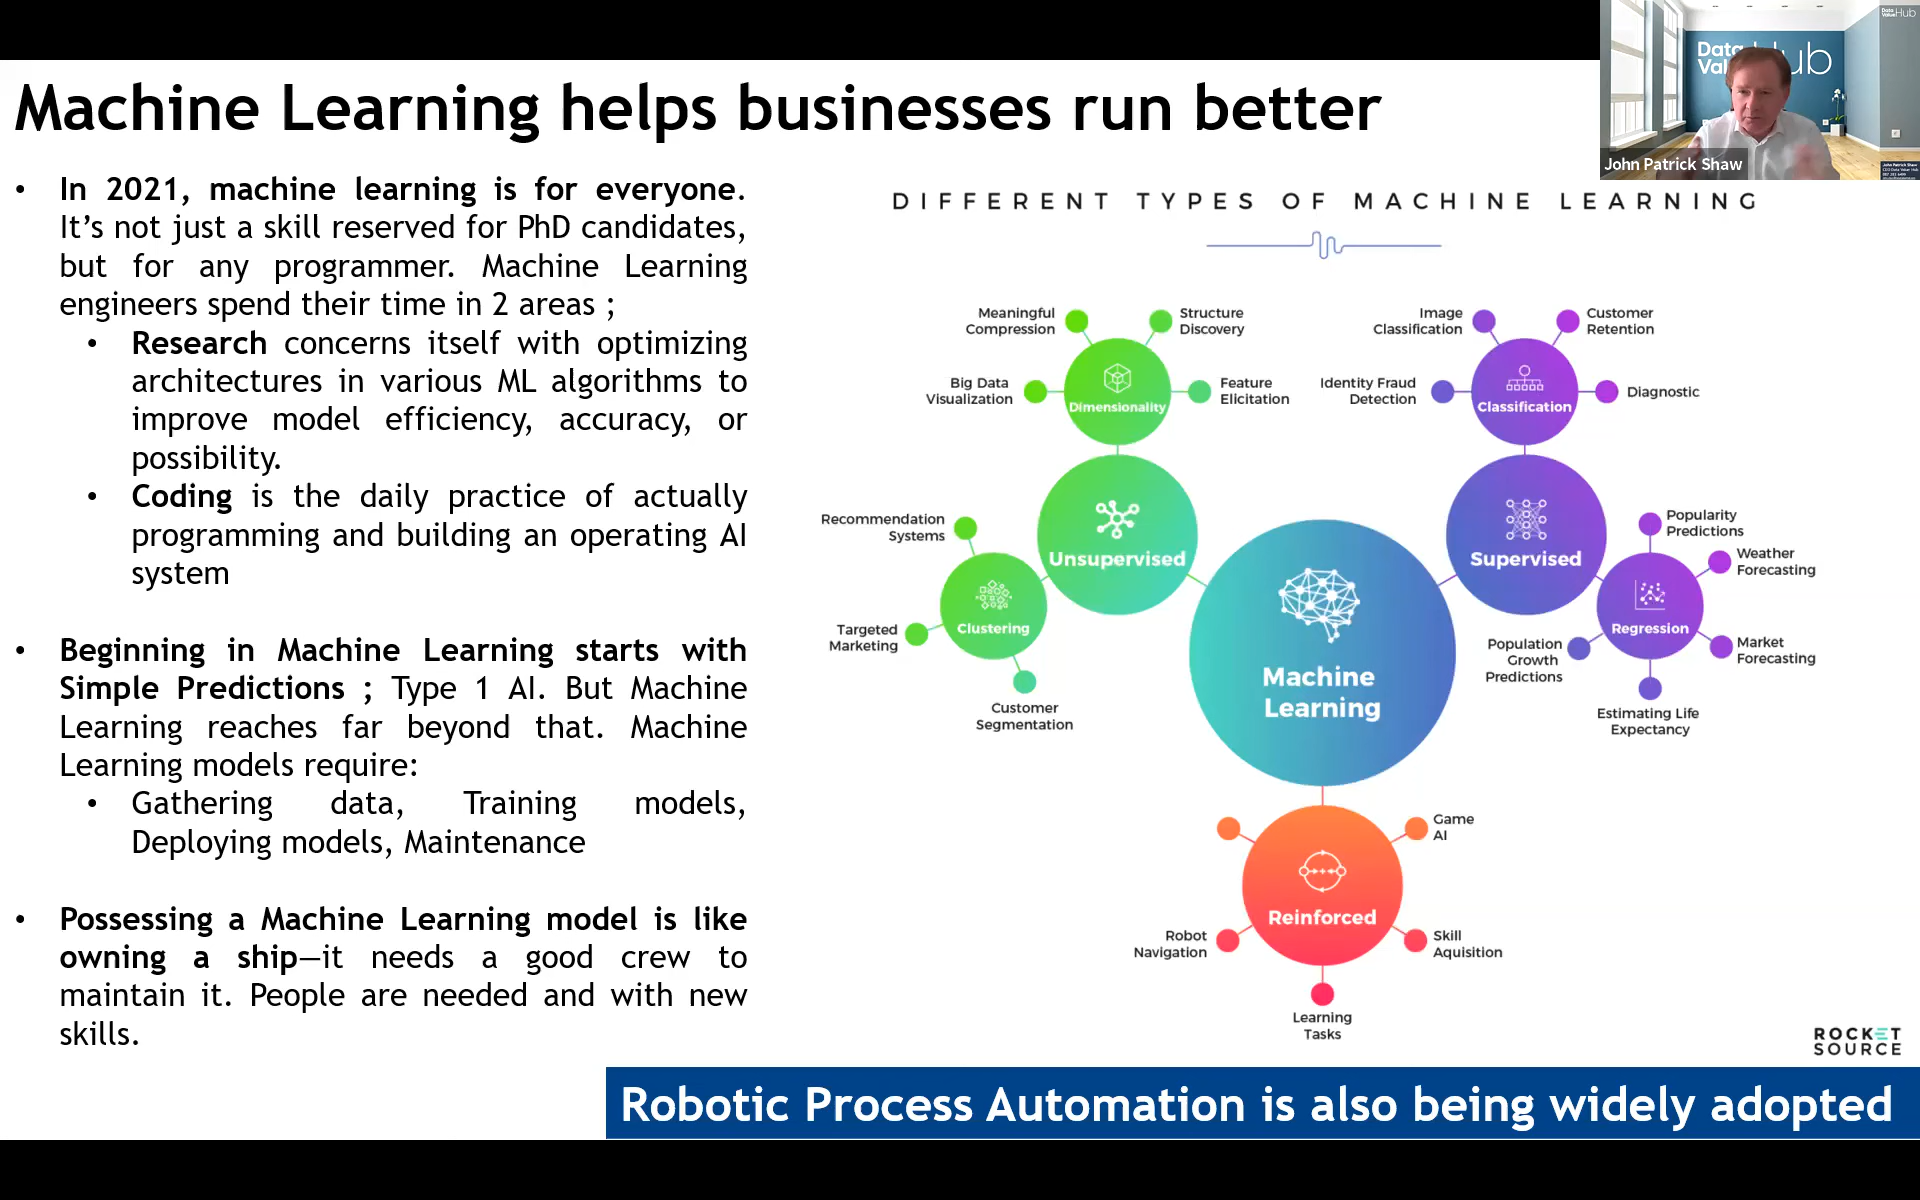 Machine Learning helps businesses run better
Data
Val ub
Data
ValueHub
John Patrick Shaw
John Patrick Shaw
• In 2021, machine learning is for everyone.
It’s not just a skill reserved for PhD candidates,
but for any programmer. Machine Learning
engineers spend their time in 2 areas ;
• Research concerns itself with optimizing
architectures in various ML algorithms to
improve model efficiency, accuracy, or
possibility.
• Coding is the daily practice of actually
programming and building an operating AI
system
• Beginning in Machine Learning starts with
Simple Predictions ; Type 1 AI. But Machine
Learning reaches far beyond that. Machine
Learning models require:
• Gathering data, Training models,
Deploying models, Maintenance
• Possessing a Machine Learning model is like
owning a ship—it needs a good crew to
maintain it. People are needed and with new
skills.
DIFFERENT TYPES OF MACHINE LEARNING
Meaningful
Compression
Structure
Discovery
Big Data
Visualization
Feature
Elicitation
Dimensionality
Image
Classification
Customer
Retention
Identity Fraud
Detection
Diagnostic
Classification
Recommendation
Systems
Unsupervised
Clustering
Targeted
Marketing
Customer
Segmentation
Supervised
Popularity
Predictions
Weather
Forecasting
Regression
Population
Growth
Predictions
Market
Forecasting
Estimating Life
Expectancy
Machine
Learning
Game
AI
Reinforced
Robot
Navigation
Skill
Aquisition
Learning
Tasks
ROCKET
SOURCE
Robotic Process Automation is also being widely adopted